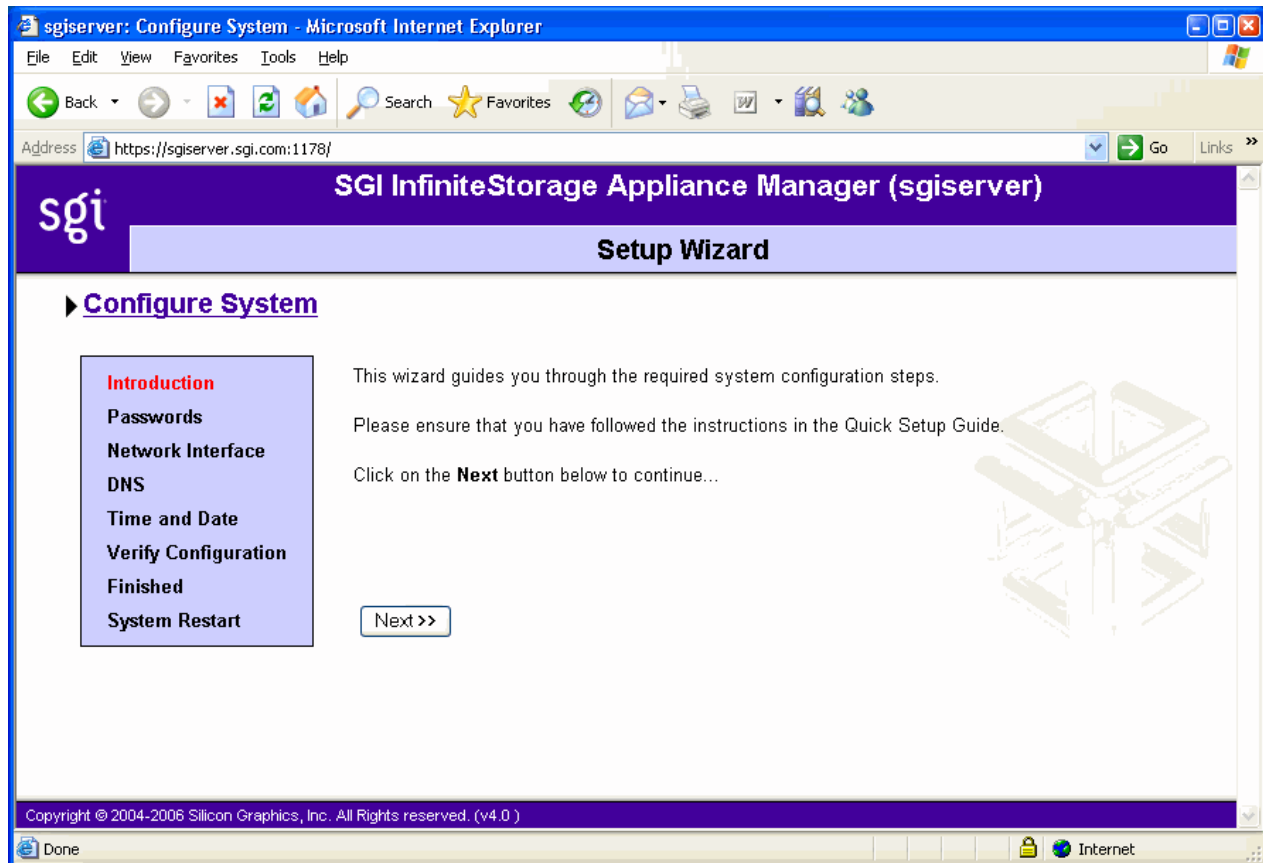 sgiserver: Configure System - Microsoft Internet Explorer
File Edit View Favorites Tools Help
Back Search Favorites
Address https://sgiserver.sgi.com:1178/ Go Links »
sgi
SGI InfiniteStorage Appliance Manager (sgiserver)
Setup Wizard
Configure System
Introduction
Passwords
Network Interface
DNS
Time and Date
Verify Configuration
Finished
System Restart
This wizard guides you through the required system configuration steps.
Please ensure that you have followed the instructions in the Quick Setup Guide.
Click on the Next button below to continue...
Next >>
Copyright © 2004-2006 Silicon Graphics, Inc. All Rights reserved. (v4.0 )
Done Internet